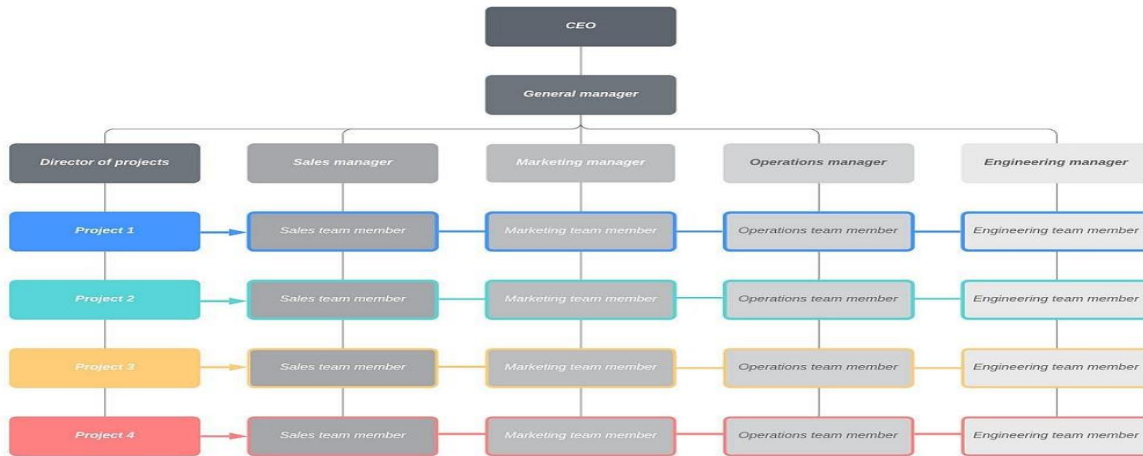 CEO
General manager
Director of projects
Sales manager
Marketing manager
Operations manager
Engineering manager
Project 1
Sales team member
Marketing team member
Operations team member
Engineering team member
Project 2
Sales team member
Marketing team member
Operations team member
Engineering team member
Project 3
Sales team member
Marketing team member
Operations team member
Engineering team member
Project 4
Sales team member
Marketing team member
Operations team member
Engineering team member